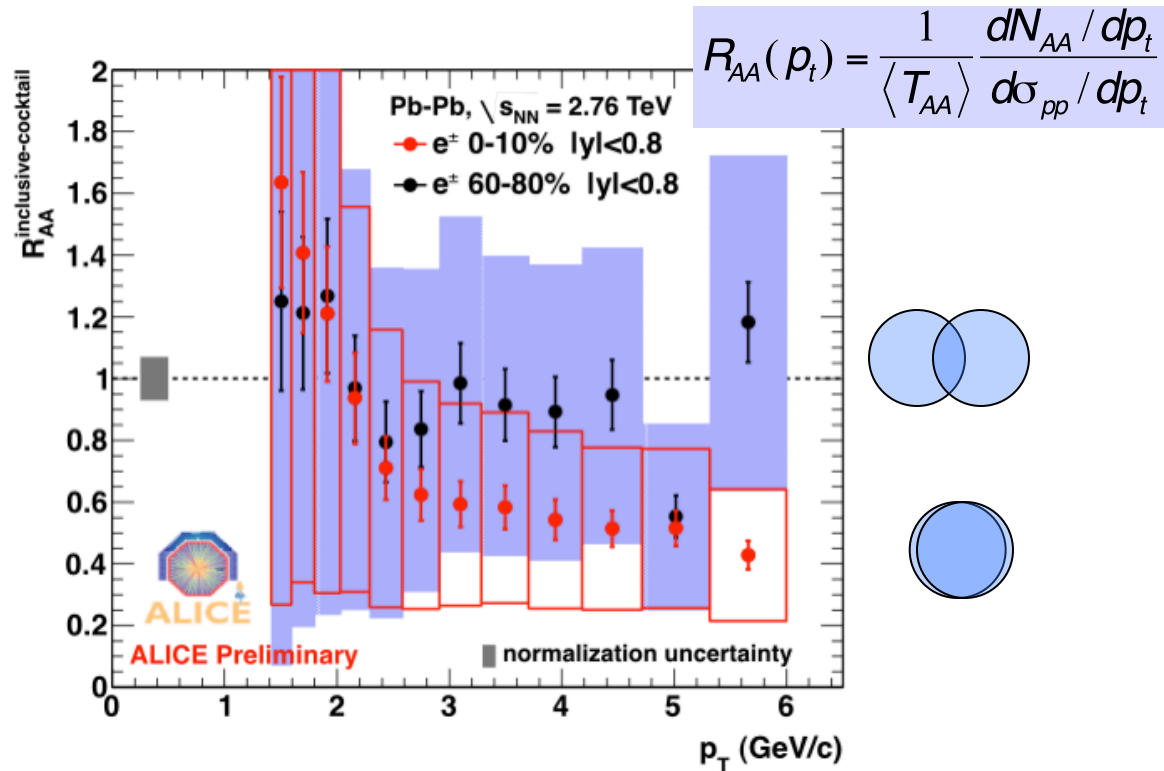 R_AA(p_t) = 1/⟨T_AA⟩ dN_AA/dp_t / dσ_pp/dp_t
R_AA^inclusive-cocktail
2
1.8
1.6
1.4
1.2
1
0.8
0.6
0.4
0.2
0
Pb-Pb, \ s_NN = 2.76 TeV
e± 0-10% |y|<0.8
e± 60-80% |y|<0.8
ALICE
ALICE Preliminary
normalization uncertainty
0 1 2 3 4 5 6
p_T (GeV/c)